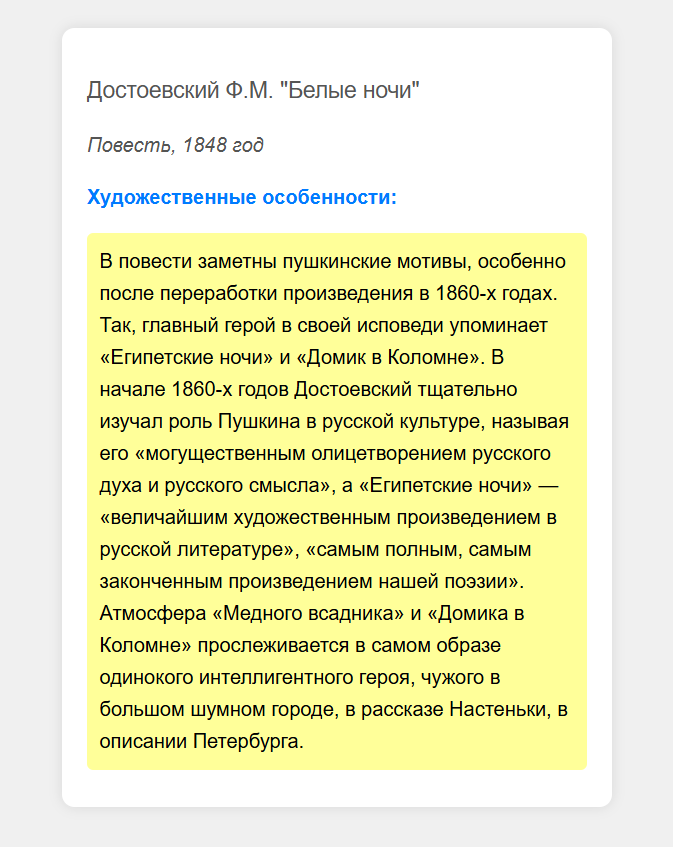 Достоевский Ф.М. "Белые ночи"
Повесть, 1848 год
Художественные особенности:
В повести заметны пушкинские мотивы, особенно
после переработки произведения в 1860-х годах.
Так, главный герой в своей исповеди упоминает
«Египетские ночи» и «Домик в Коломне». В
начале 1860-х годов Достоевский тщательно
изучал роль Пушкина в русской культуре, называя
его «могущественным олицетворением русского
духа и русского смысла», а «Египетские ночи» —
«величайшим художественным произведением в
русской литературе», «самым полным, самым
законченным произведением нашей поэзии».
Атмосфера «Медного всадника» и «Домика в
Коломне» прослеживается в самом образе
одинокого интеллигентного героя, чужого в
большом шумном городе, в рассказе Настеньки, в
описании Петербурга.